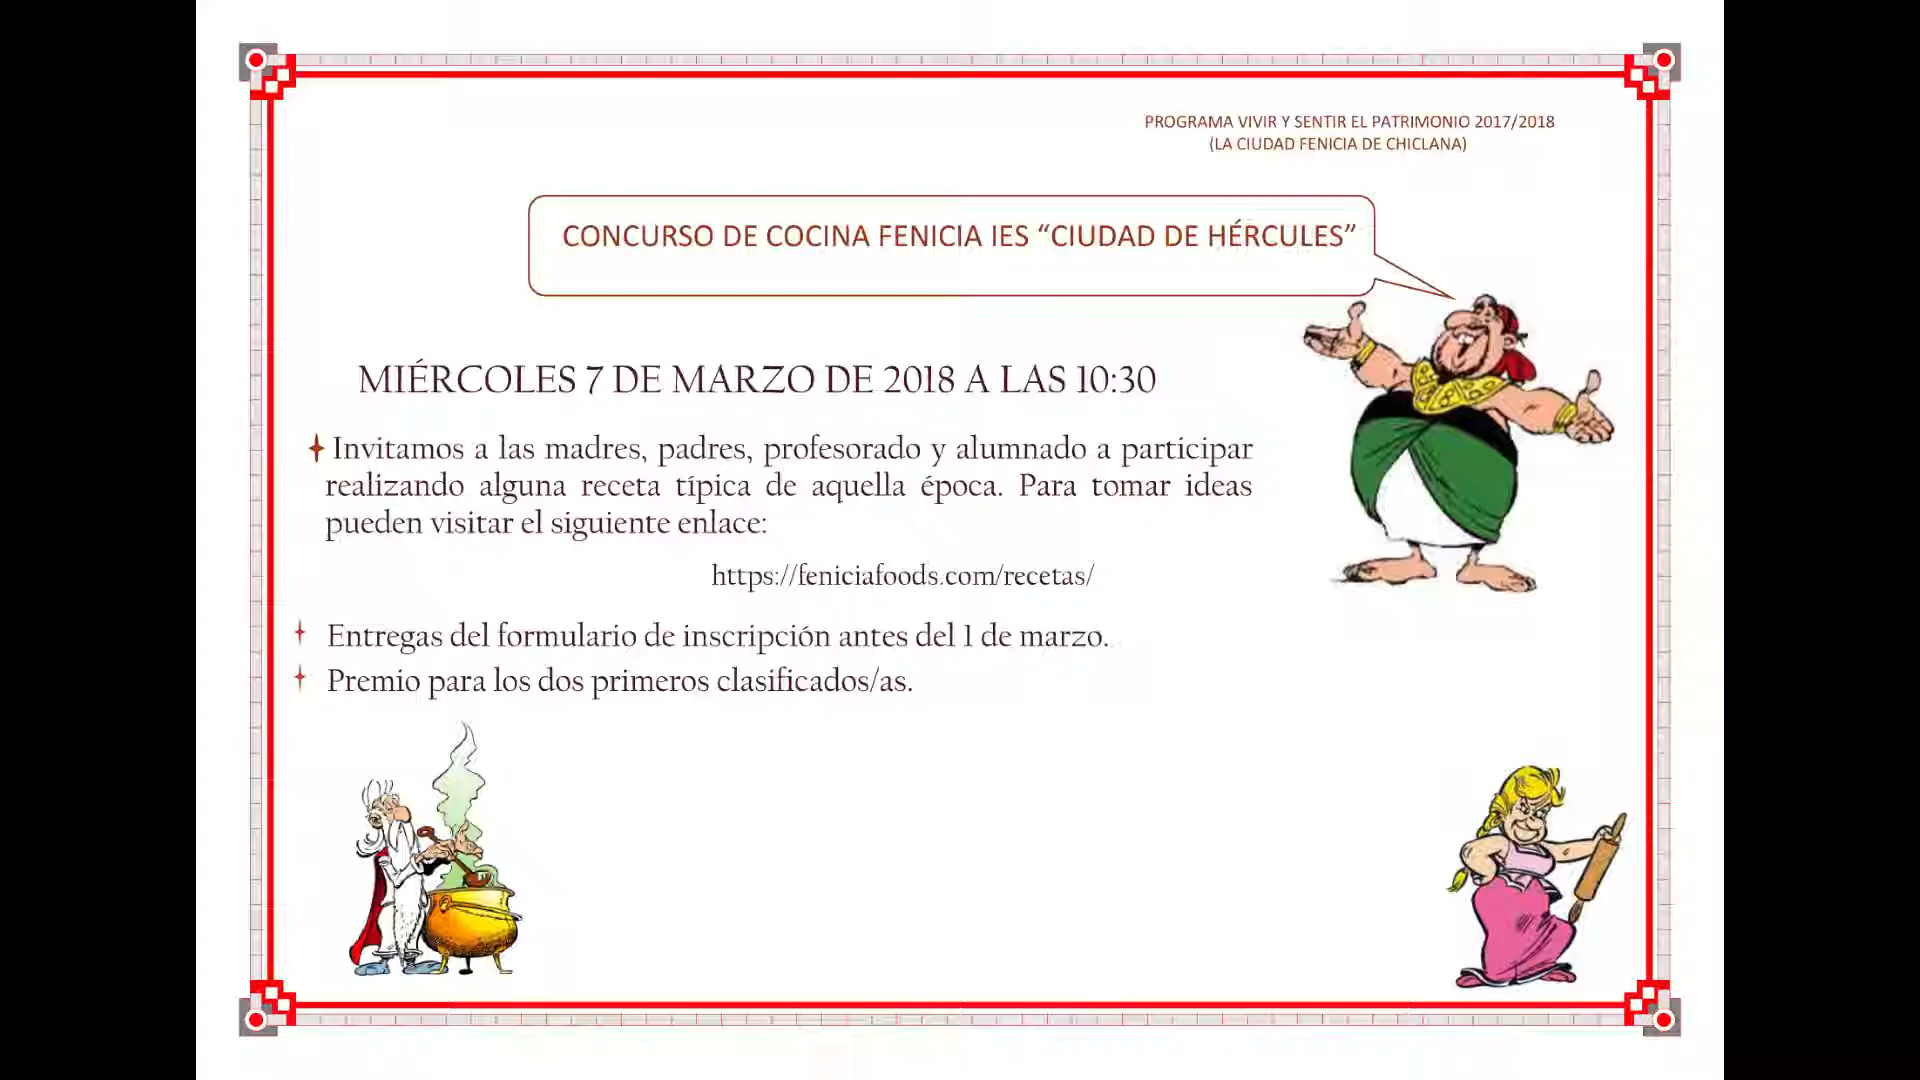 PROGRAMA VIVIR Y SENTIR EL PATRIMONIO 2017/2018
(LA CIUDAD FENICIA DE CHICLANA)
CONCURSO DE COCINA FENICIA IES “CIUDAD DE HÉRCULES”
MIÉRCOLES 7 DE MARZO DE 2018 A LAS 10:30
Invitamos a las madres, padres, profesorado y alumnado a participar
realizando alguna receta típica de aquella época. Para tomar ideas
pueden visitar el siguiente enlace:
https://feniciafoods.com/recetas/
Entregas del formulario de inscripción antes del 1 de marzo.
Premio para los dos primeros clasificados/as.